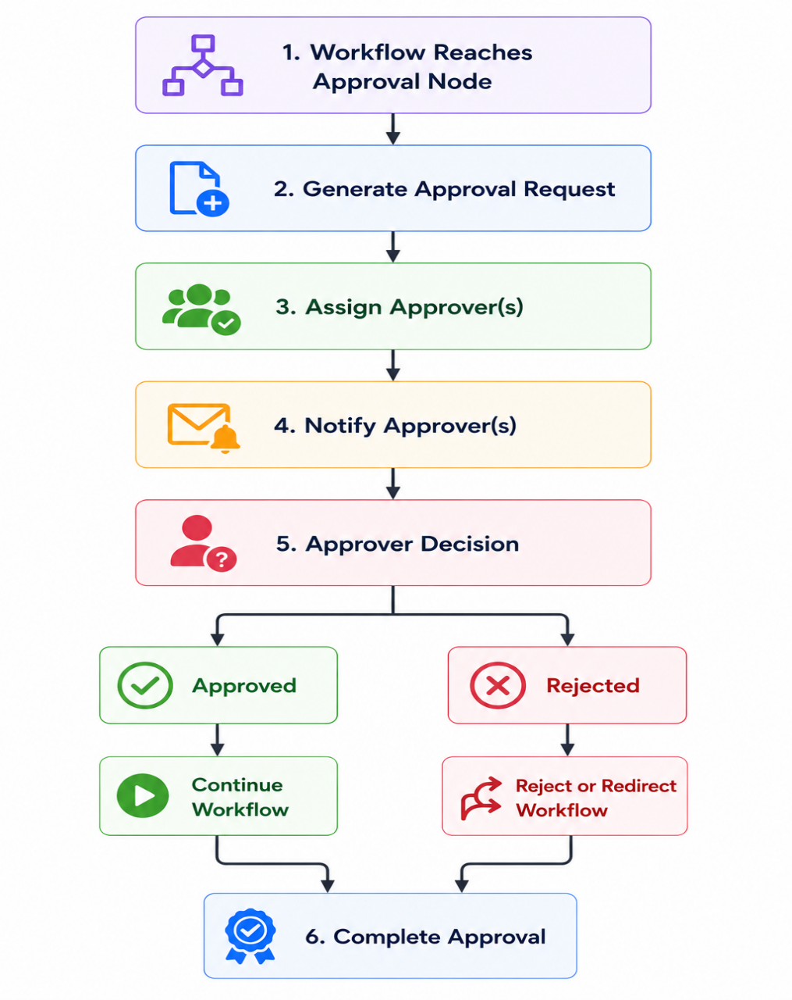 1. Workflow Reaches
Approval Node
2. Generate Approval Request
3. Assign Approver(s)
4. Notify Approver(s)
5. Approver Decision
Approved
Rejected
Continue
Workflow
Reject or Redirect
Workflow
6. Complete Approval